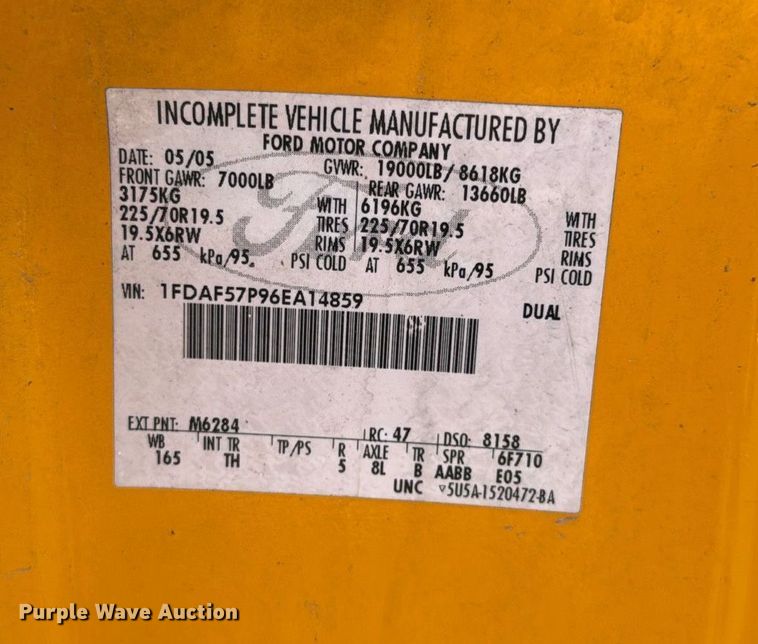 INCOMPLETE VEHICLE MANUFACTURED BY
FORD MOTOR COMPANY
DATE: 05/05 GVWR: 19000LB/ 8618KG
FRONT GAWR: 7000LB REAR GAWR: 13660LB
3175KG WITH 6196KG WITH
225/70R19.5 TIRES 225/70R19.5 TIRES
19.5X6RW RIMS 19.5X6RW RIMS
AT 655 kPa/95 PSI COLD AT 655 kPa/95 PSI COLD
VIN: 1FDAF57P96EA14859 DUAL
Ford
EXT PNT: M6284 RC: 47 DSO: 8158
WB INT TR TP/PS R AXLE TR SPR 6F710
165 TH 5 8L B AABB E05
UNC 5U5A-1520472-BA
Purple Wave Auction